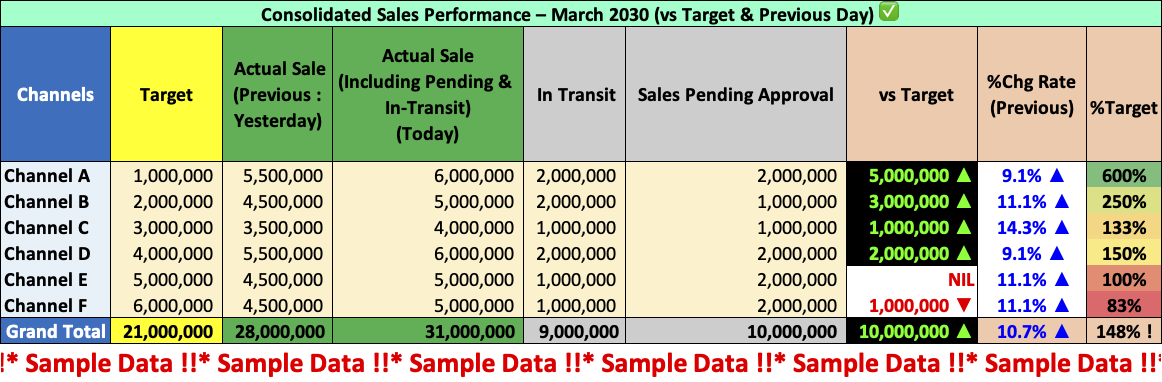 Consolidated Sales Performance – March 2030 (vs Target & Previous Day) ✅
Channels Target Actual Sale (Previous : Yesterday) Actual Sale (Including Pending & In-Transit) (Today) In Transit Sales Pending Approval vs Target %Chg Rate (Previous) %Target
Channel A 1,000,000 5,500,000 6,000,000 2,000,000 2,000,000 5,000,000 ▲ 9.1% ▲ 600%
Channel B 2,000,000 4,500,000 5,000,000 2,000,000 1,000,000 3,000,000 ▲ 11.1% ▲ 250%
Channel C 3,000,000 3,500,000 4,000,000 1,000,000 1,000,000 1,000,000 ▲ 14.3% ▲ 133%
Channel D 4,000,000 5,500,000 6,000,000 2,000,000 2,000,000 2,000,000 ▲ 9.1% ▲ 150%
Channel E 5,000,000 4,500,000 5,000,000 1,000,000 2,000,000 NIL 11.1% ▲ 100%
Channel F 6,000,000 4,500,000 5,000,000 1,000,000 2,000,000 1,000,000 ▼ 11.1% ▲ 83%
Grand Total 21,000,000 28,000,000 31,000,000 9,000,000 10,000,000 10,000,000 ▲ 10.7% ▲ 148% !
!* Sample Data !!* Sample Data !!* Sample Data !!* Sample Data !!* Sample Data !!* Sample Data !!*